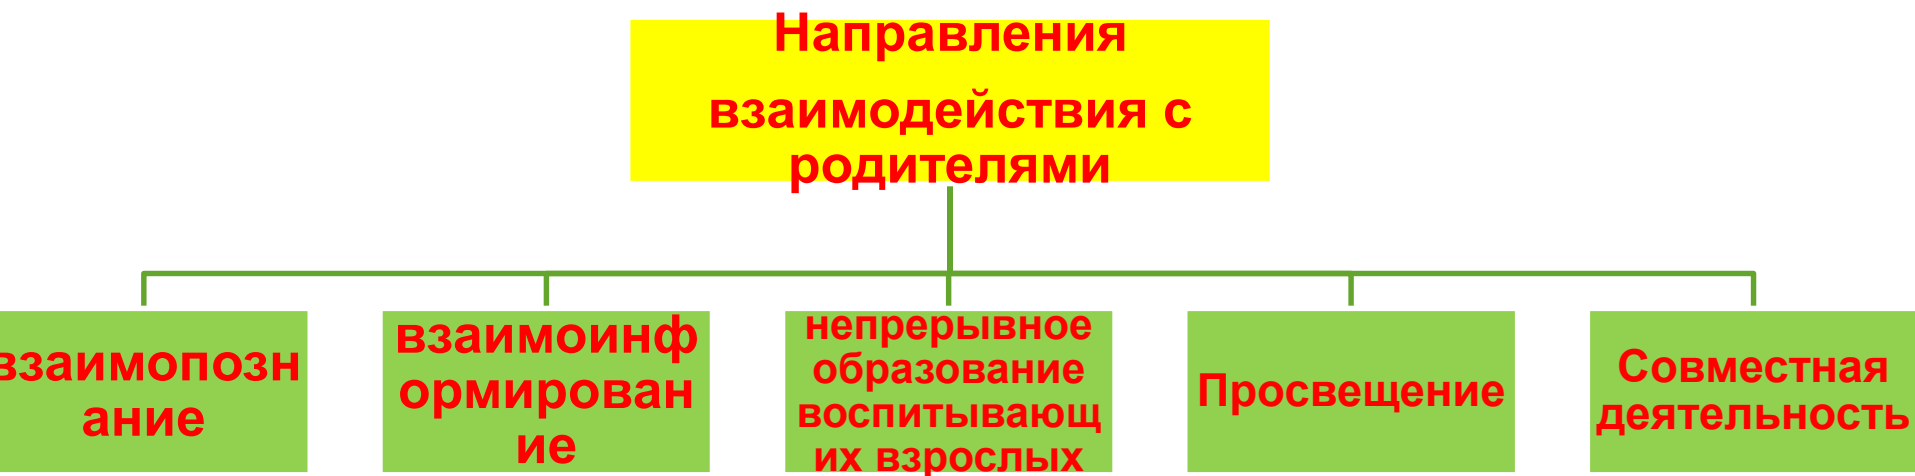 Направления
взаимодействия с
родителями
взаимопозн
ание
взаимоинф
ормирован
ие
непрерывное
образование
воспитывающ
их взрослых
Просвещение
Совместная
деятельность